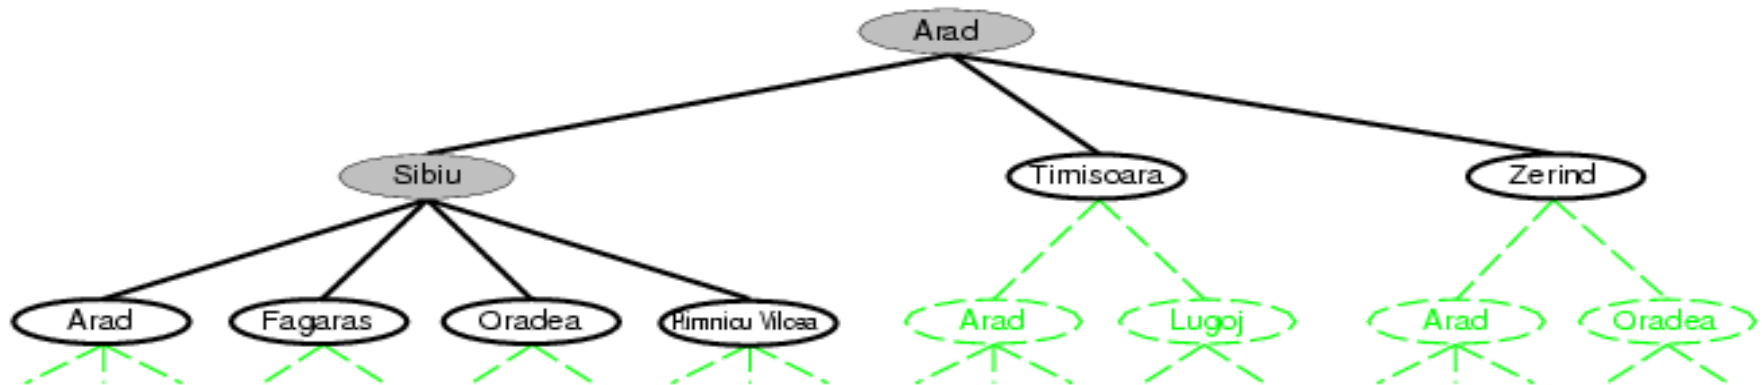 Arad
Sibiu
Timisoara
Zerind
Arad
Fagaras
Oradea
Rimnicu Vilcea
Arad
Lugoj
Arad
Oradea